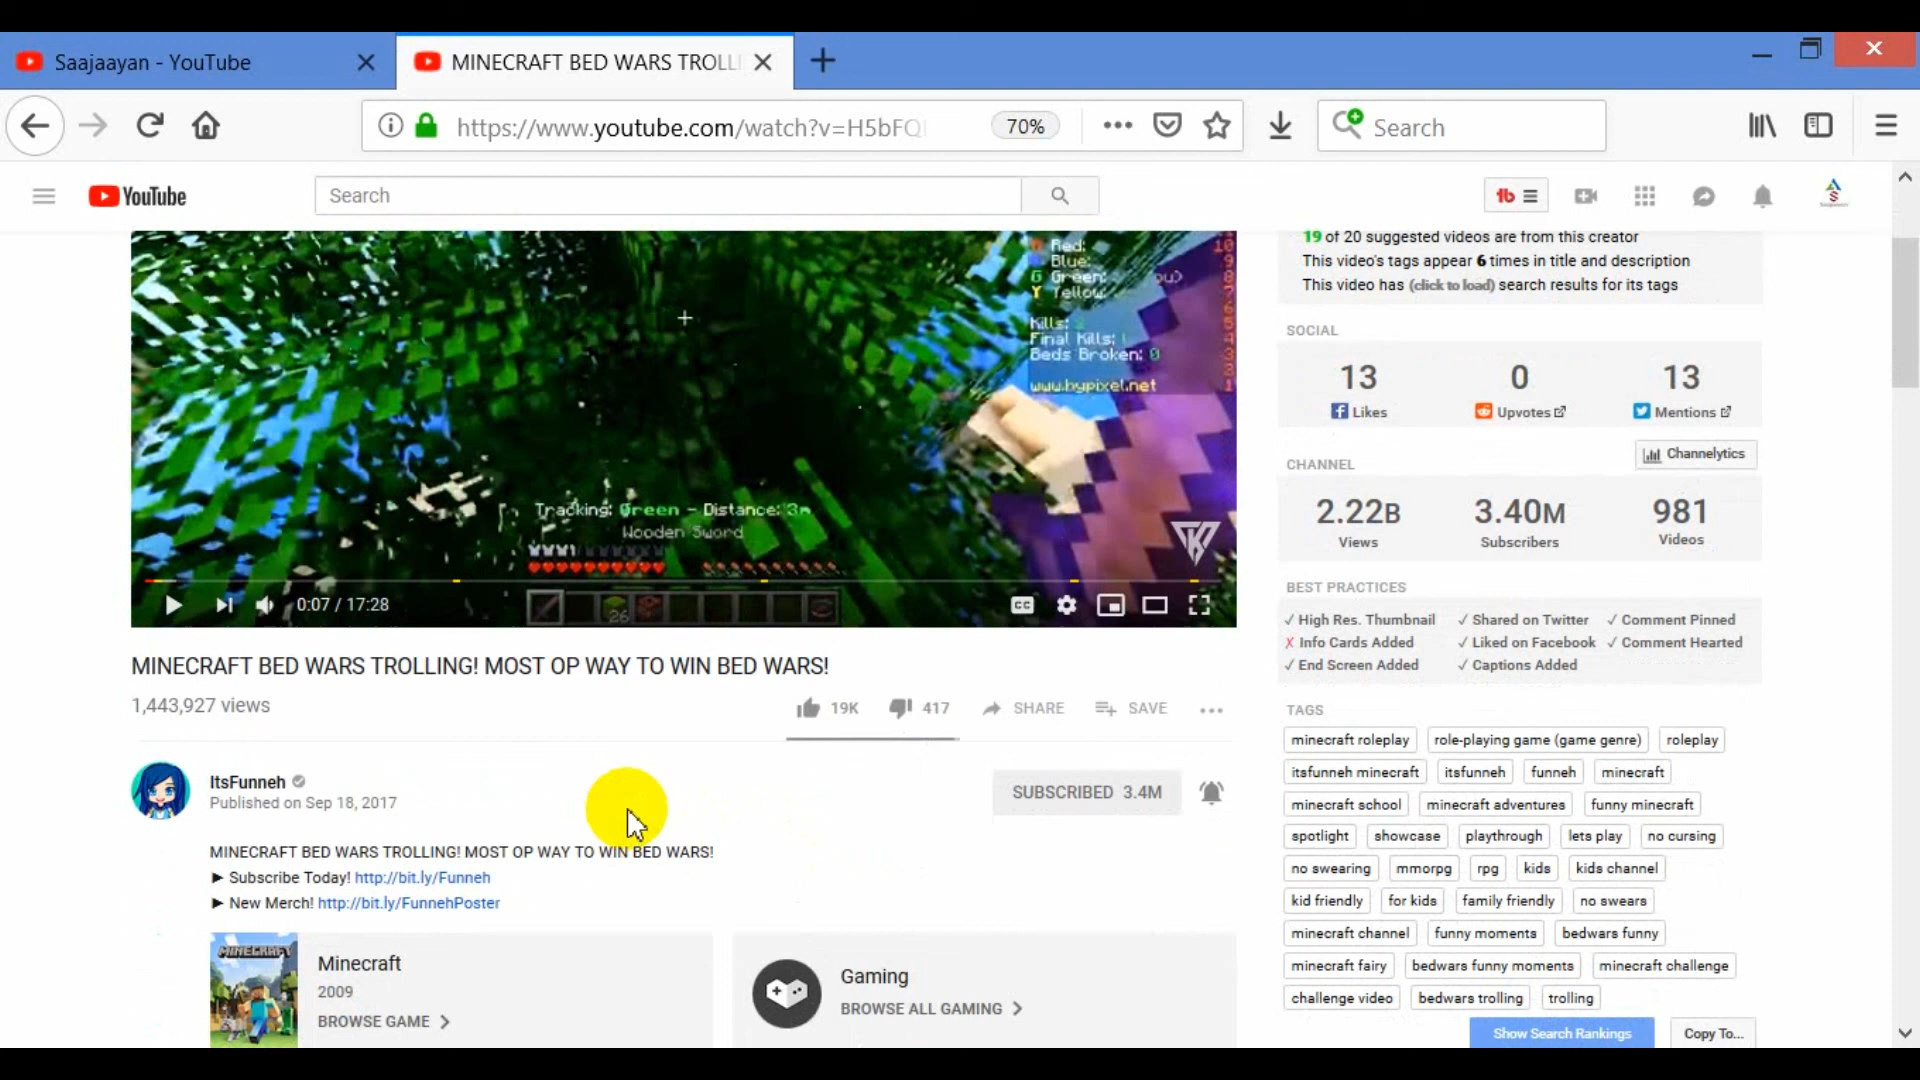 Saajaayan - YouTube
MINECRAFT BED WARS TROLL
https://www.youtube.com/watch?v=H5bFQ
70%
Search
YouTube
Search
Red:
Blue:
Green:
Yellow:
Kills:
Final Kills:
Beds Broken: 0
www.hypixel.net
Tracking: Green - Distance: 3m
Wooden Sword
26
0:07 / 17:28
CC
MINECRAFT BED WARS TROLLING! MOST OP WAY TO WIN BED WARS!
1,443,927 views
19K 417 SHARE SAVE
ItsFunneh
Published on Sep 18, 2017
SUBSCRIBED 3.4M
MINECRAFT BED WARS TROLLING! MOST OP WAY TO WIN BED WARS!
► Subscribe Today! http://bit.ly/Funneh
► New Merch! http://bit.ly/FunnehPoster
MINECRAFT
Minecraft
2009
BROWSE GAME
Gaming
BROWSE ALL GAMING
tb
19 of 20 suggested videos are from this creator
This video's tags appear 6 times in title and description
This video has (click to load) search results for its tags
SOCIAL
13 0 13
Likes Upvotes Mentions
CHANNEL Channelytics
2.22B 3.40M 981
Views Subscribers Videos
BEST PRACTICES
✓ High Res. Thumbnail ✓ Shared on Twitter ✓ Comment Pinned
✗ Info Cards Added ✓ Liked on Facebook ✓ Comment Hearted
✓ End Screen Added ✓ Captions Added
TAGS
minecraft roleplay role-playing game (game genre) roleplay
itsfunneh minecraft itsfunneh funneh minecraft
minecraft school minecraft adventures funny minecraft
spotlight showcase playthrough lets play no cursing
no swearing mmorpg rpg kids kids channel
kid friendly for kids family friendly no swears
minecraft channel funny moments bedwars funny
minecraft fairy bedwars funny moments minecraft challenge
challenge video bedwars trolling trolling
Show Search Rankings Copy To...